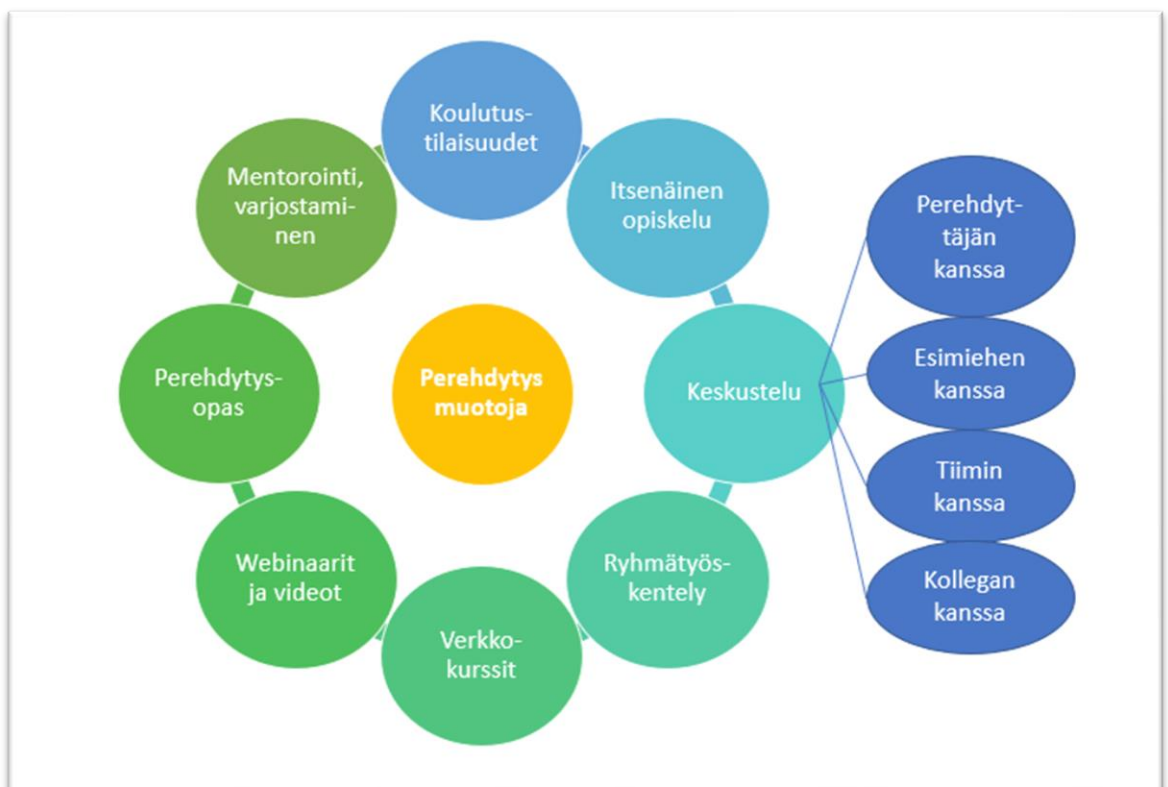 Koulutus-
tilaisuudet
Itsenäinen
opiskelu
Keskustelu
Ryhmätyös-
kentely
Verkko-
kurssit
Webinaarit
ja videot
Perehdytys-
opas
Mentorointi,
varjostami-
nen
Perehdytys
muotoja
Perehdyt-
täjän
kanssa
Esimiehen
kanssa
Tiimin
kanssa
Kollegan
kanssa